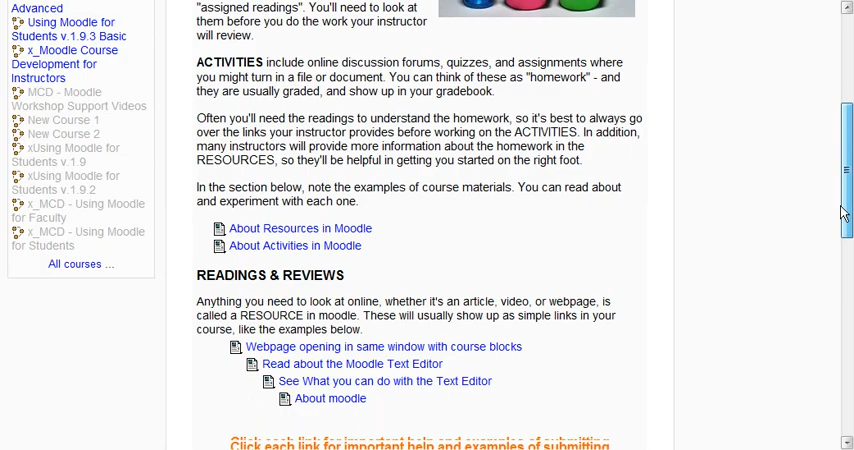 Advanced
Using Moodle for
Students v.1.9.3 Basic
x_Moodle Course
Development for
Instructors
MCD - Moodle
Workshop Support Videos
New Course 1
New Course 2
xUsing Moodle for
Students v.1.9
xUsing Moodle for
Students v.1.9.2
x_MCD - Using Moodle
for Faculty
x_MCD - Using Moodle
for Students
All courses ...
"assigned readings". You'll need to look at
them before you do the work your instructor
will review.
ACTIVITIES include online discussion forums, quizzes, and assignments where
you might turn in a file or document. You can think of these as "homework" - and
they are usually graded, and show up in your gradebook.
Often you'll need the readings to understand the homework, so it's best to always go
over the links your instructor provides before working on the ACTIVITIES. In addition,
many instructors will provide more information about the homework in the
RESOURCES, so they'll be helpful in getting you started on the right foot.
In the section below, note the examples of course materials. You can read about
and experiment with each one.
About Resources in Moodle
About Activities in Moodle
READINGS & REVIEWS
Anything you need to look at online, whether it's an article, video, or webpage, is
called a RESOURCE in moodle. These will usually show up as simple links in your
course, like the examples below.
Webpage opening in same window with course blocks
Read about the Moodle Text Editor
See What you can do with the Text Editor
About moodle
Click each link for important help and examples of submitting